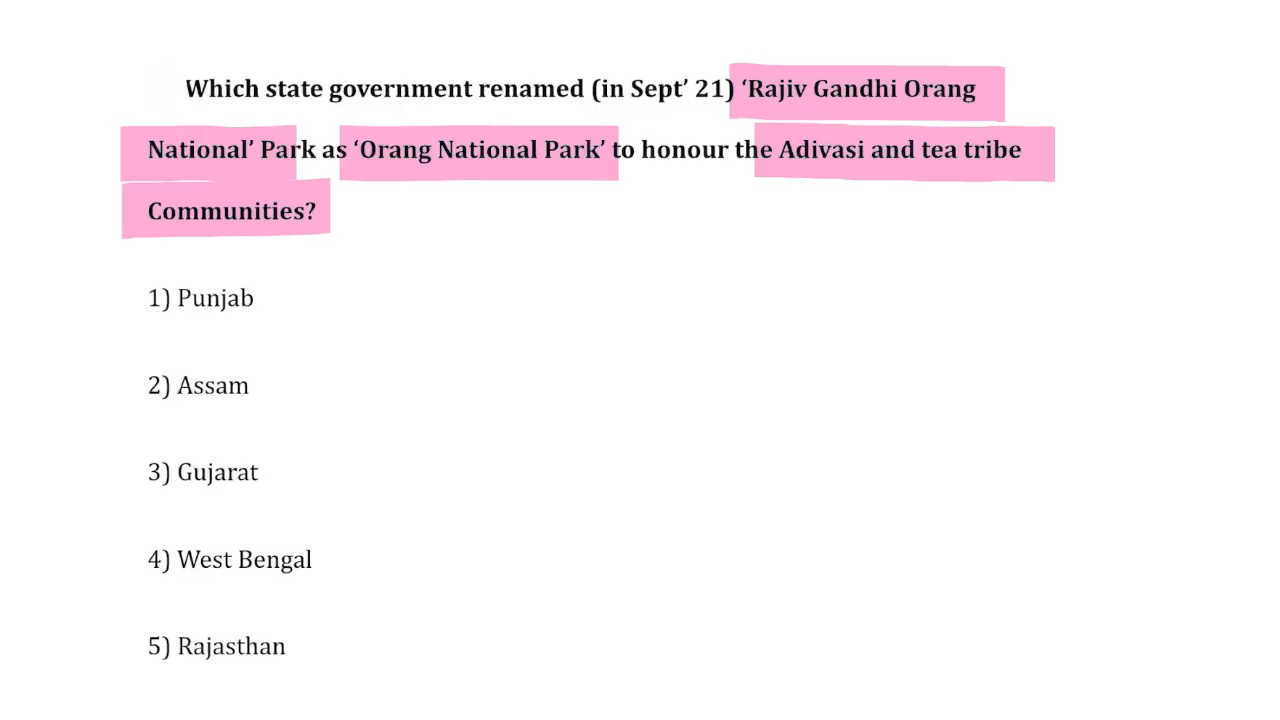 Which state government renamed (in Sept’ 21) ‘Rajiv Gandhi Orang
National’ Park as ‘Orang National Park’ to honour the Adivasi and tea tribe
Communities?
1) Punjab
2) Assam
3) Gujarat
4) West Bengal
5) Rajasthan